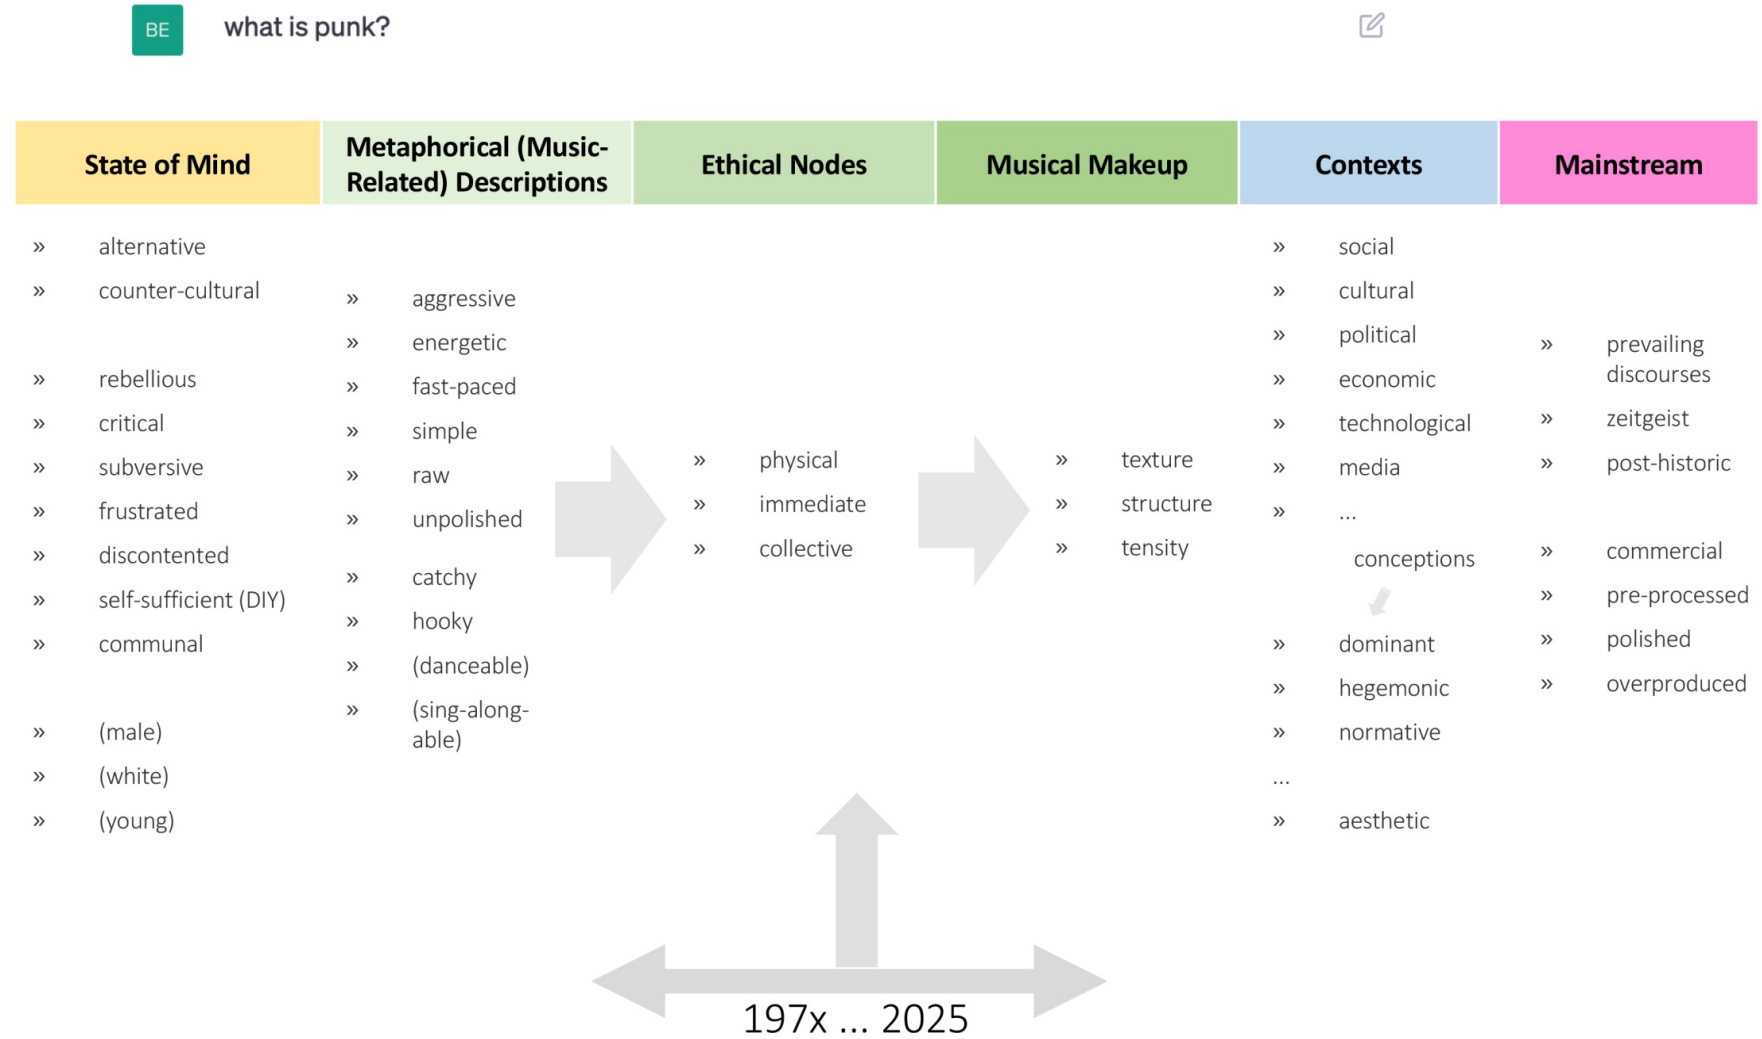 BE
what is punk?
State of Mind
Metaphorical (Music-
Related) Descriptions
Ethical Nodes
Musical Makeup
Contexts
Mainstream
» alternative
» counter-cultural
» rebellious
» critical
» subversive
» frustrated
» discontented
» self-sufficient (DIY)
» communal
» (male)
» (white)
» (young)
» aggressive
» energetic
» fast-paced
» simple
» raw
» unpolished
» catchy
» hooky
» (danceable)
» (sing-along-
able)
» physical
» immediate
» collective
» texture
» structure
» tensity
» social
» cultural
» political
» economic
» technological
» media
» ...
conceptions
» dominant
» hegemonic
» normative
...
» aesthetic
» prevailing
discourses
» zeitgeist
» post-historic
» commercial
» pre-processed
» polished
» overproduced
197x ... 2025